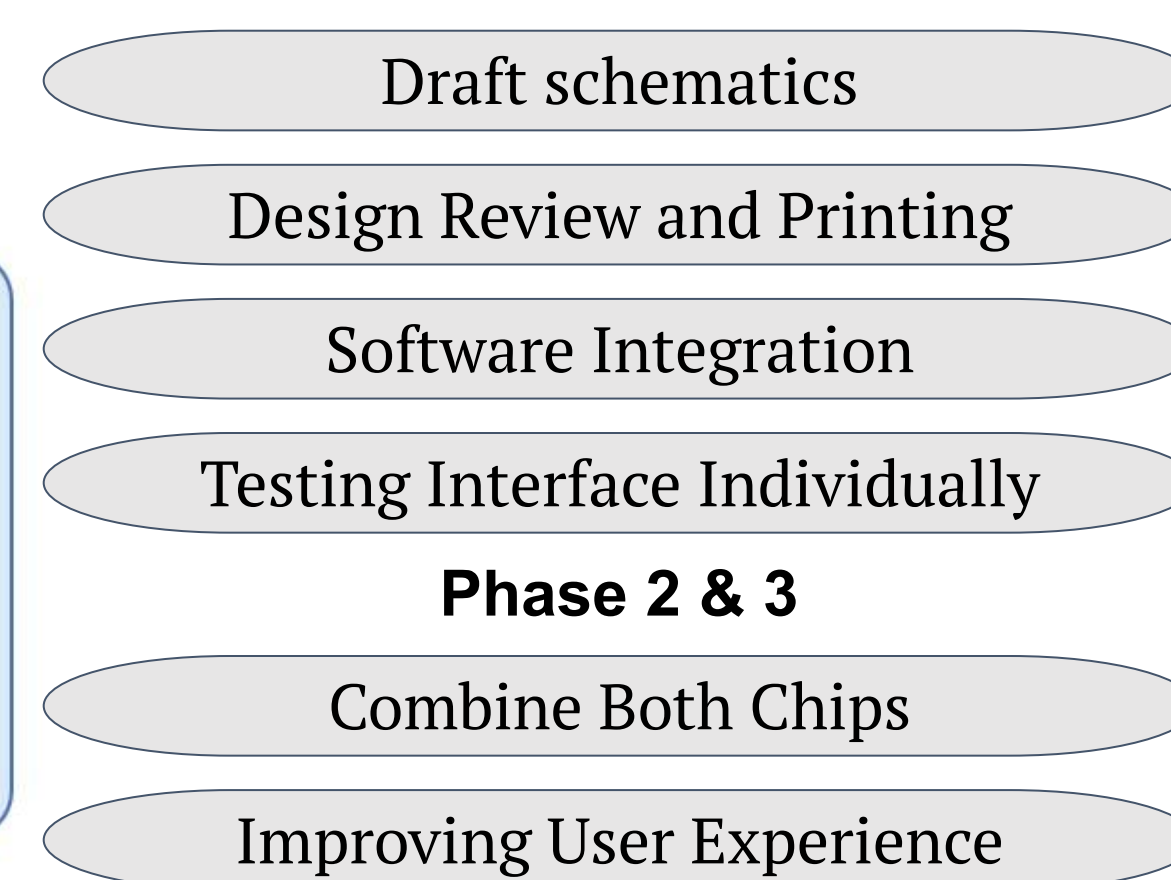 Draft schematics
Design Review and Printing
Software Integration
Testing Interface Individually
Phase 2 & 3
Combine Both Chips
Improving User Experience